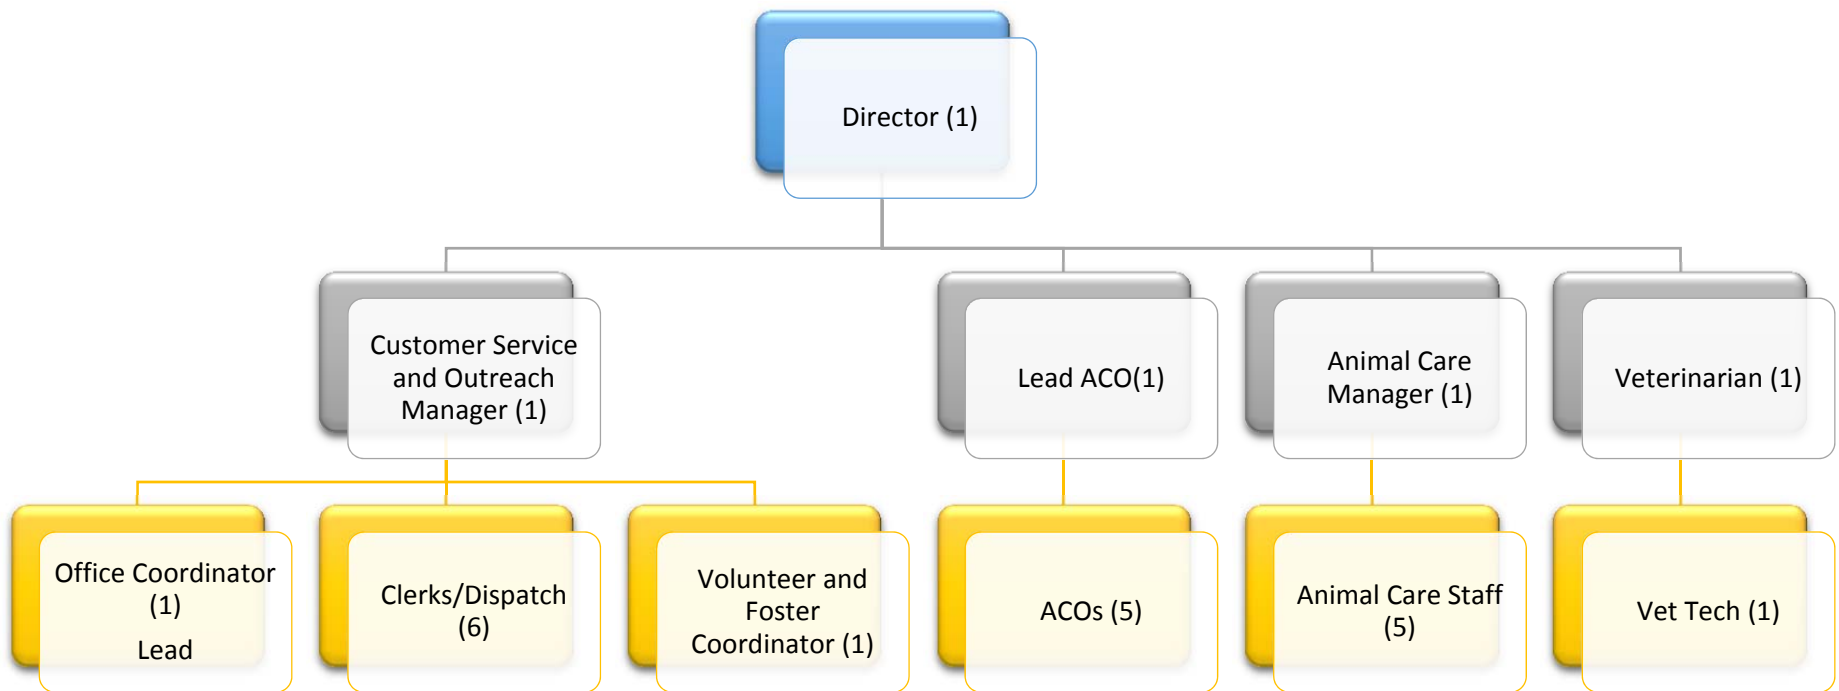 Director (1)
Customer Service
and Outreach
Manager (1)
Lead ACO(1)
Animal Care
Manager (1)
Veterinarian (1)
Office Coordinator
(1)
Lead
Clerks/Dispatch
(6)
Volunteer and
Foster
Coordinator (1)
ACOs (5)
Animal Care Staff
(5)
Vet Tech (1)